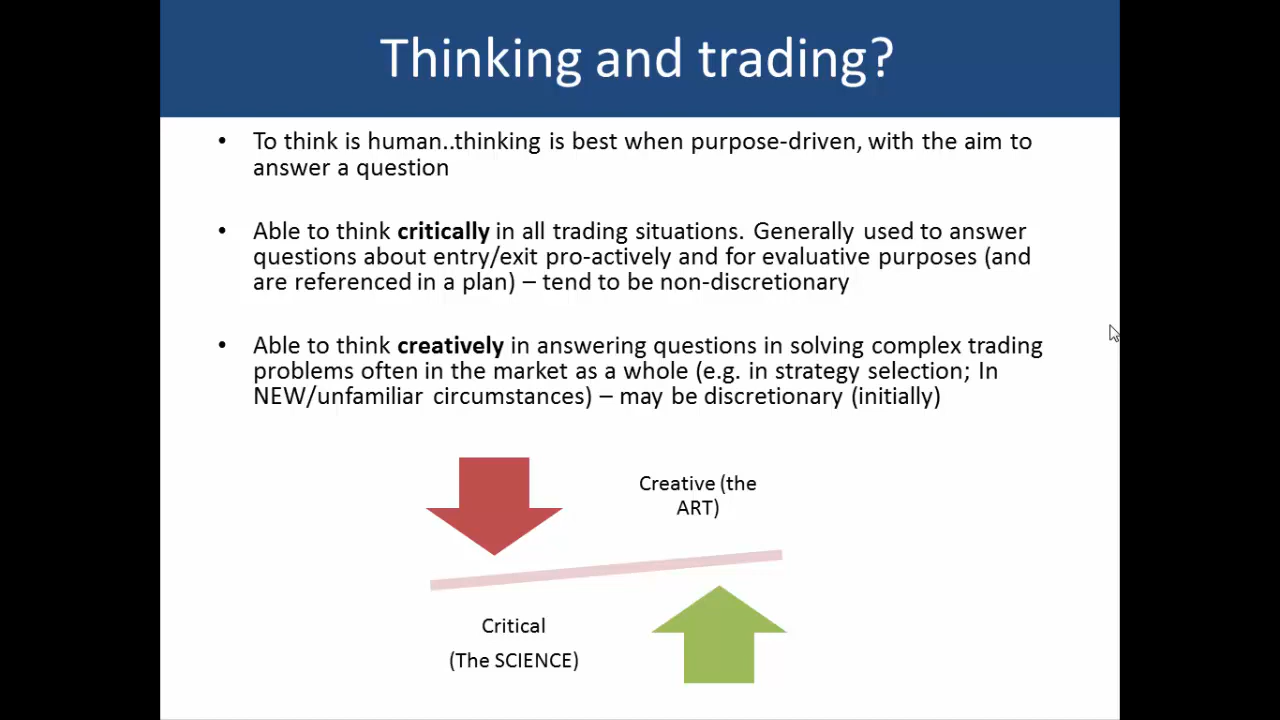 Thinking and trading?
• To think is human..thinking is best when purpose-driven, with the aim to
answer a question
• Able to think critically in all trading situations. Generally used to answer
questions about entry/exit pro-actively and for evaluative purposes (and
are referenced in a plan) – tend to be non-discretionary
• Able to think creatively in answering questions in solving complex trading
problems often in the market as a whole (e.g. in strategy selection; In
NEW/unfamiliar circumstances) – may be discretionary (initially)
Creative (the
ART)
Critical
(The SCIENCE)